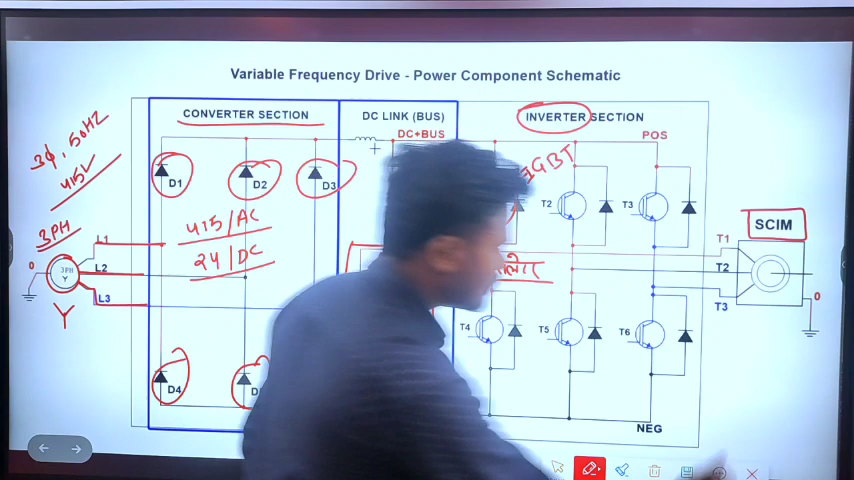 Variable Frequency Drive - Power Component Schematic
CONVERTER SECTION
DC LINK (BUS)
INVERTER SECTION
DC+BUS
POS
3Φ, 50HZ
415V
3PH
L1
L2
L3
0
3PH
Y
Y
D1
D2
D3
415/AC
24/DC
D4
+
IGBT
T2
T3
T4
T5
T6
SCIM
T1
T2
T3
0
NEG